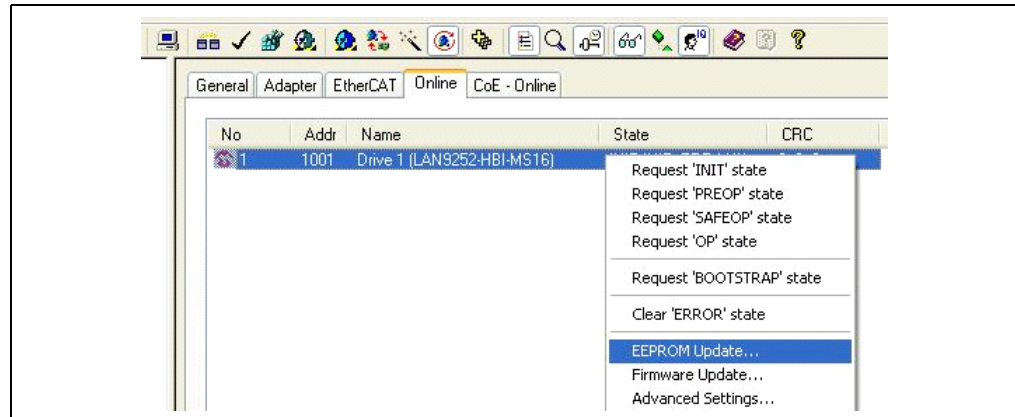 General Adapter EtherCAT Online CoE - Online
No Addr Name State CRC
1 1001 Drive 1 (LAN9252-HBI-MS16)
Request 'INIT' state
Request 'PREOP' state
Request 'SAFEOP' state
Request 'OP' state
Request 'BOOTSTRAP' state
Clear 'ERROR' state
EEPROM Update...
Firmware Update...
Advanced Settings...